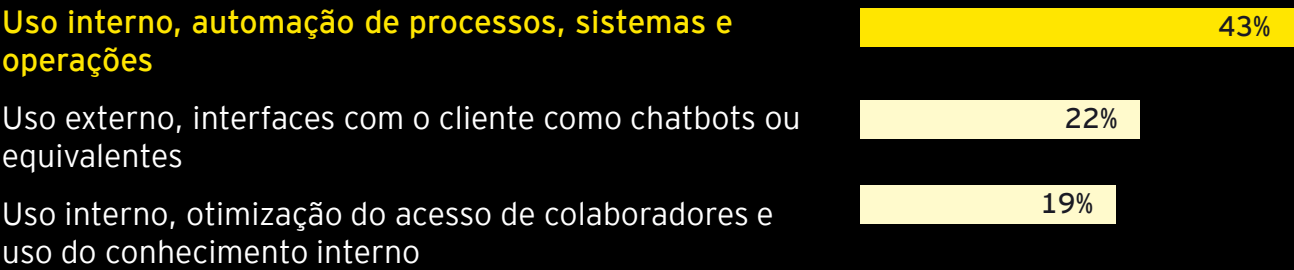 Uso interno, automação de processos, sistemas e
operações
43%
Uso externo, interfaces com o cliente como chatbots ou
equivalentes
22%
Uso interno, otimização do acesso de colaboradores e
uso do conhecimento interno
19%